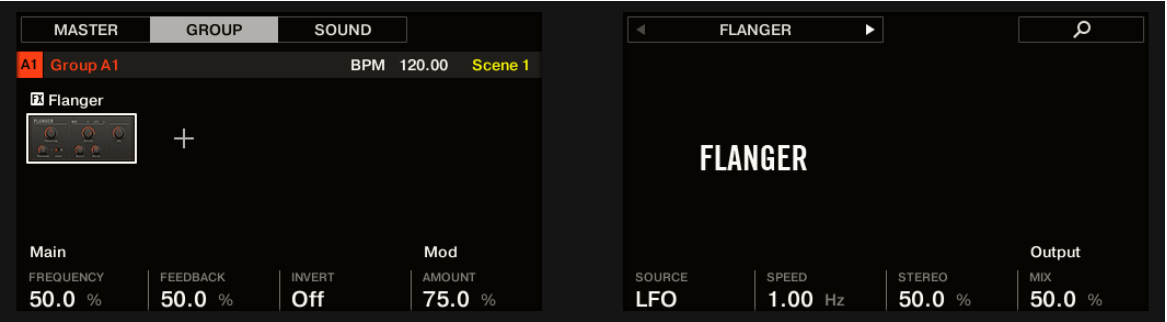 MASTER GROUP SOUND
A1 Group A1 BPM 120.00 Scene 1
FX Flanger
FLANGER
Main Mod
FREQUENCY FEEDBACK INVERT AMOUNT
50.0 % 50.0 % Off 75.0 %
FLANGER
FLANGER
Output
SOURCE SPEED STEREO MIX
LFO 1.00 Hz 50.0 % 50.0 %